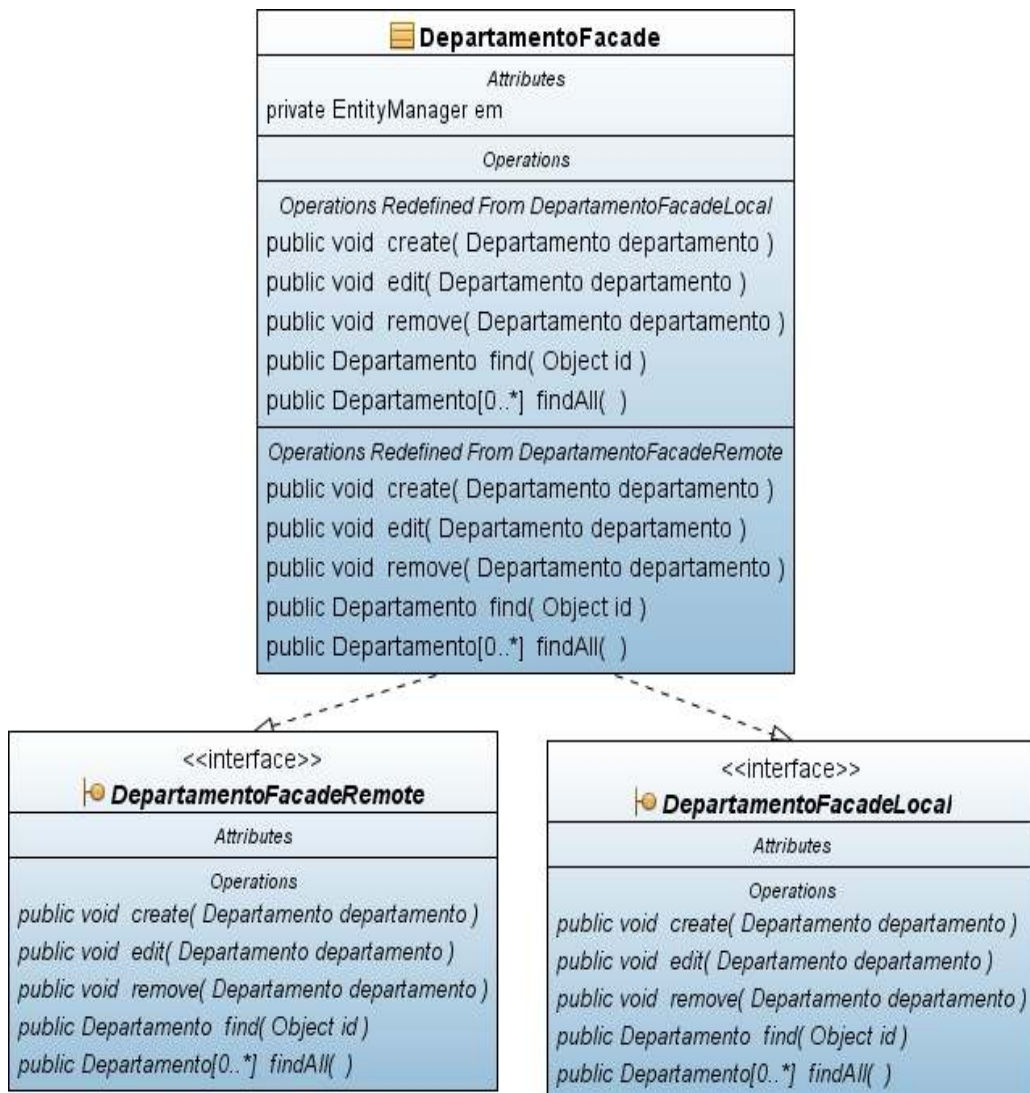 DepartamentoFacade
Attributes
private EntityManager em
Operations
Operations Redefined From DepartamentoFacadeLocal
public void create( Departamento departamento )
public void edit( Departamento departamento )
public void remove( Departamento departamento )
public Departamento find( Object id )
public Departamento[0..*] findAll( )
Operations Redefined From DepartamentoFacadeRemote
public void create( Departamento departamento )
public void edit( Departamento departamento )
public void remove( Departamento departamento )
public Departamento find( Object id )
public Departamento[0..*] findAll( )
<<interface>>
DepartamentoFacadeRemote
Attributes
Operations
public void create( Departamento departamento )
public void edit( Departamento departamento )
public void remove( Departamento departamento )
public Departamento find( Object id )
public Departamento[0..*] findAll( )
<<interface>>
DepartamentoFacadeLocal
Attributes
Operations
public void create( Departamento departamento )
public void edit( Departamento departamento )
public void remove( Departamento departamento )
public Departamento find( Object id )
public Departamento[0..*] findAll( )